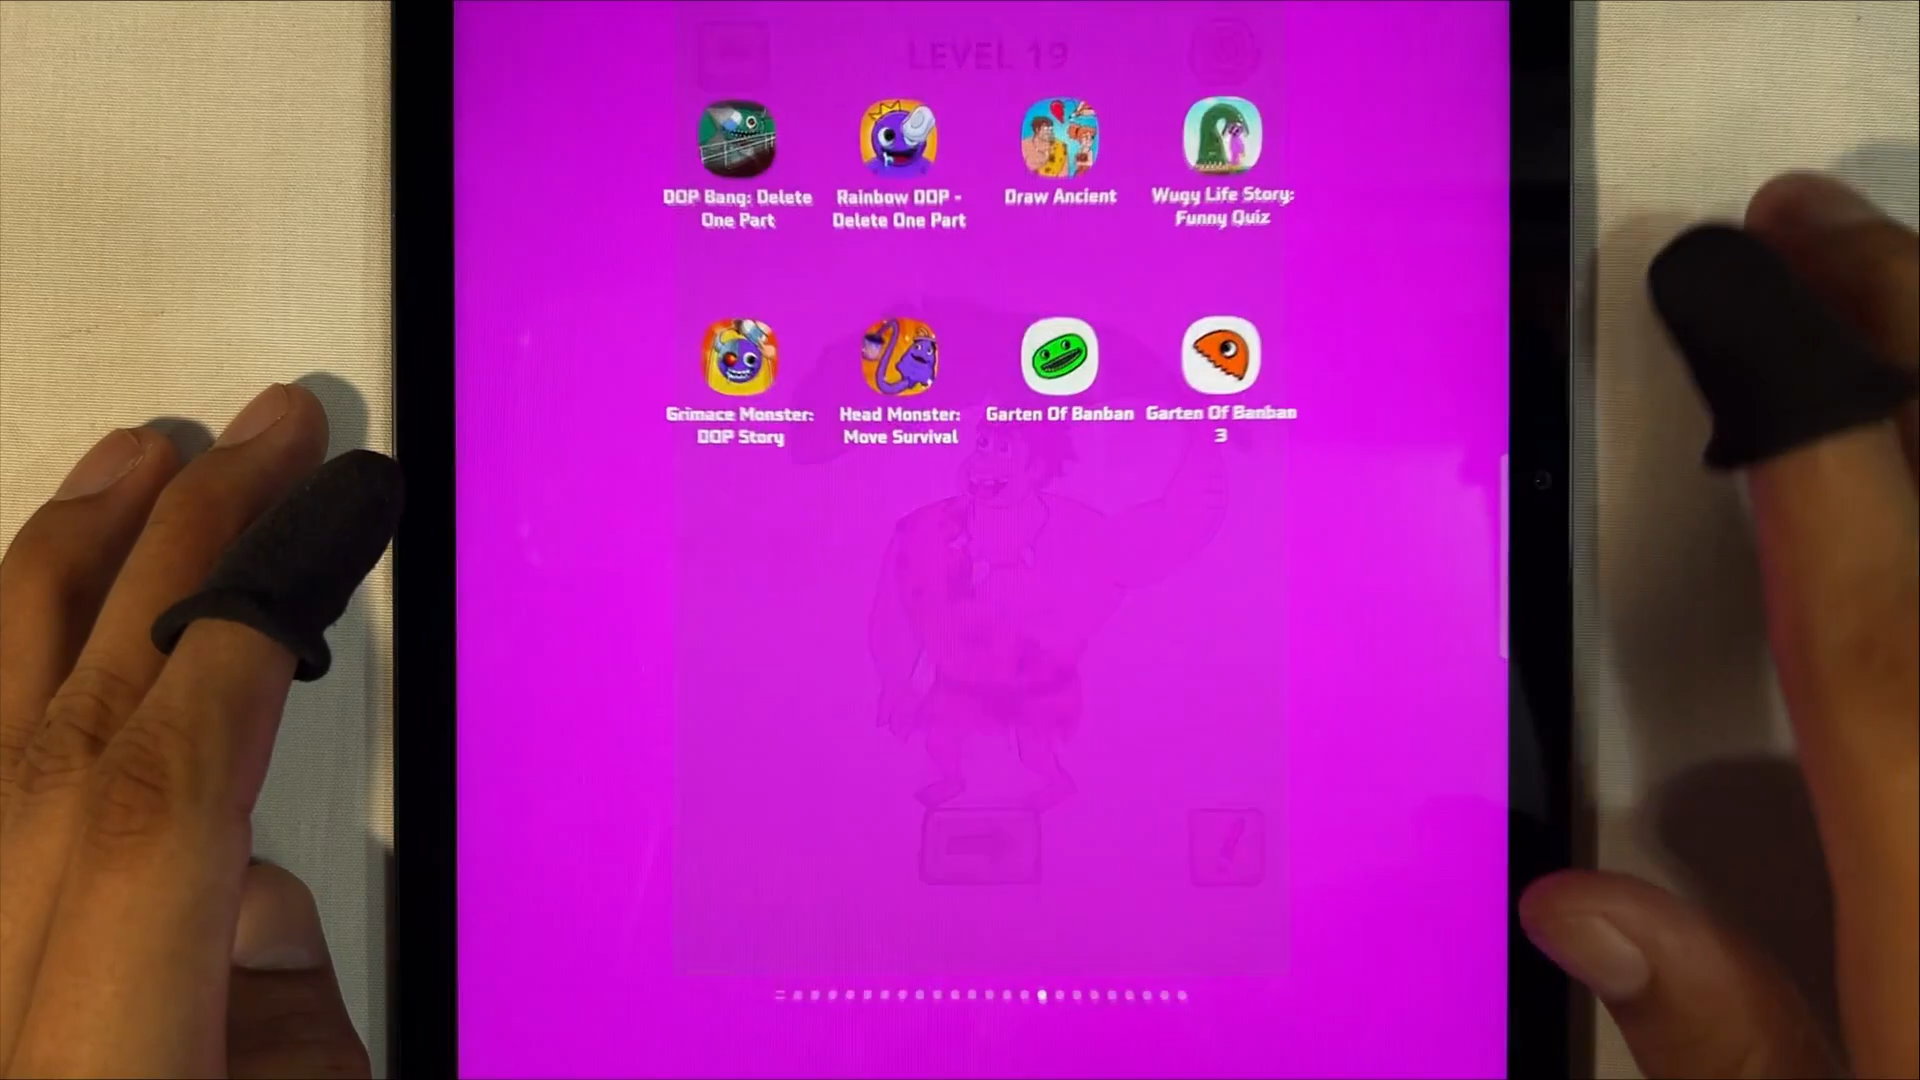 LEVEL 19
DOP Bang: Delete
One Part
Rainbow DOP -
Delete One Part
Draw Ancient
Wugy Life Story:
Funny Quiz
Grimace Monster:
DOP Story
Head Monster:
Move Survival
Garten Of Banban
Garten Of Banban
3